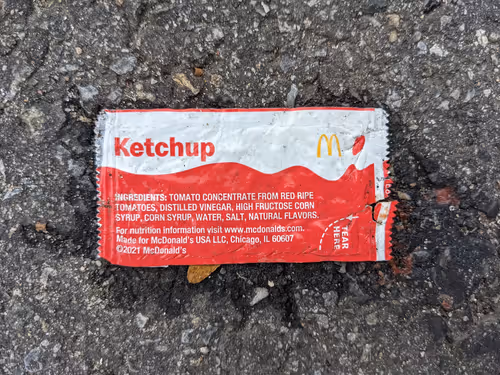 Ketchup
INGREDIENTS: TOMATO CONCENTRATE FROM RED RIPE
TOMATOES, DISTILLED VINEGAR, HIGH FRUCTOSE CORN
SYRUP, CORN SYRUP, WATER, SALT, NATURAL FLAVORS.
For nutrition information visit www.mcdonalds.com.
Made for McDonald's USA LLC, Chicago, IL 60607
©2021 McDonald's
TEAR
HERE